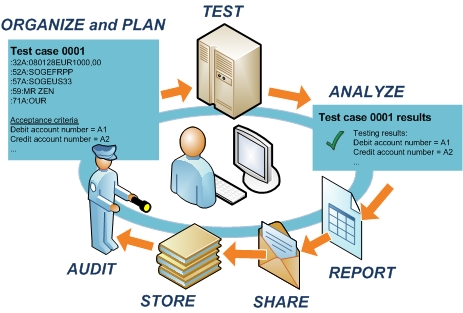 ORGANIZE and PLAN
TEST
Test case 0001
:32A:080128EUR1000,00
:52A:SOGEFRPP
:57A:SOGEUS33
:59:MR ZEN
:71A:OUR
Acceptance criteria
Debit account number = A1
Credit account number = A2
...
ANALYZE
Test case 0001 results
Testing results:
Debit account number = A1
Credit account number = A2
...
REPORT
SHARE
STORE
AUDIT